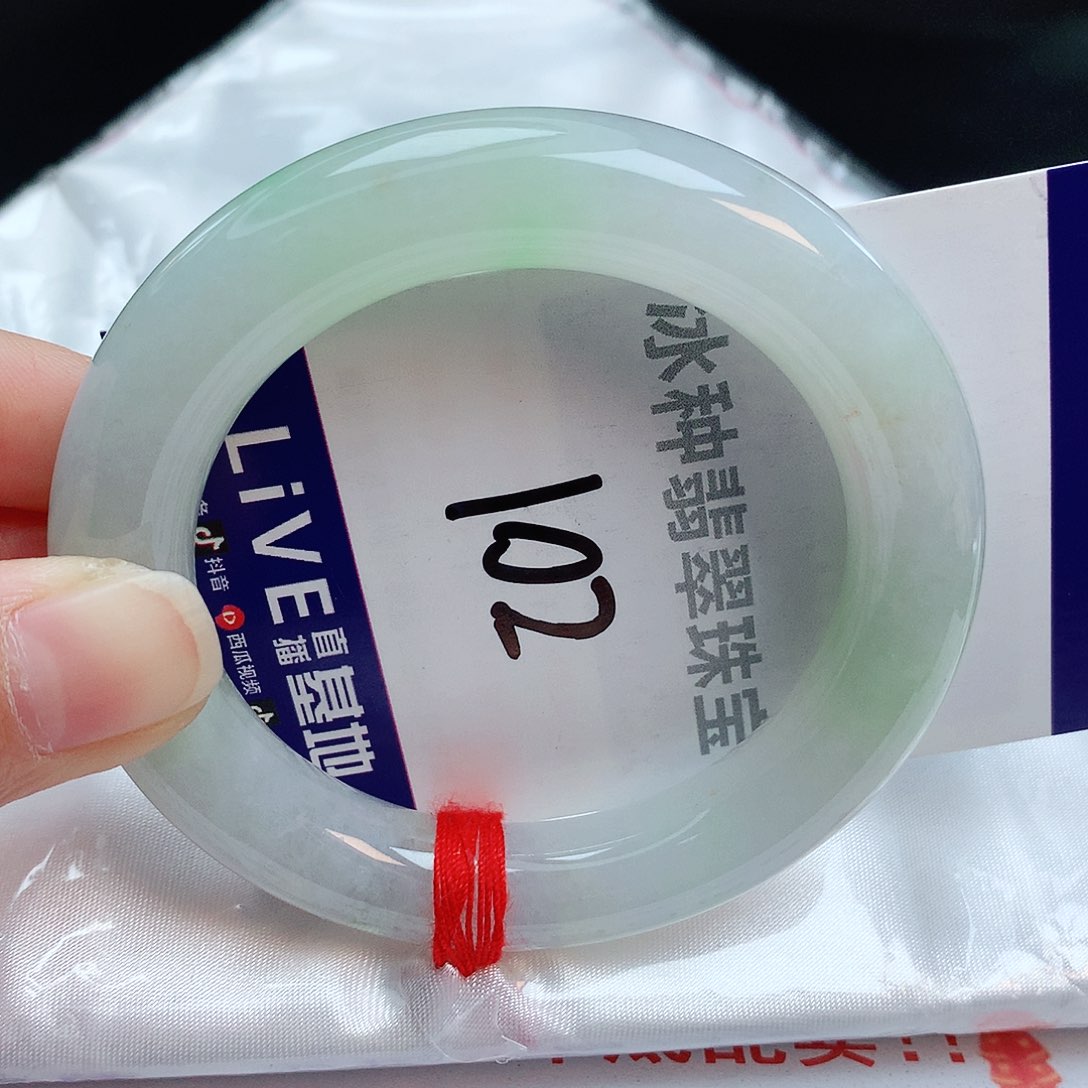 LiVE 直播基地
抖音 西瓜视频
102
冰种翡翠珠宝